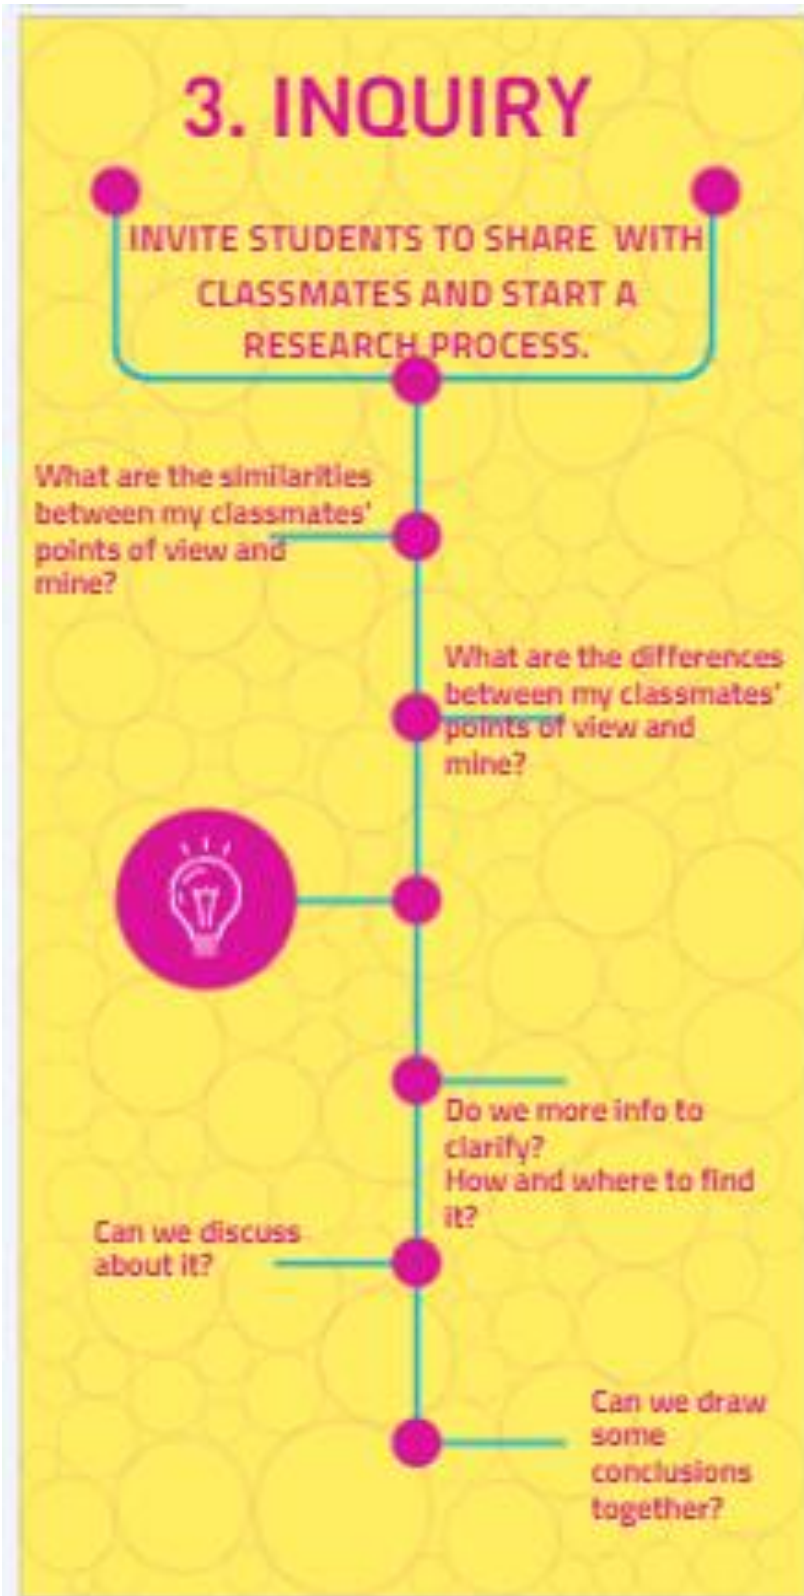 3. INQUIRY
INVITE STUDENTS TO SHARE WITH
CLASSMATES AND START A
RESEARCH PROCESS.
What are the similarities
between my classmates'
points of view and
mine?
What are the differences
between my classmates'
points of view and
mine?
Do we more info to
clarify?
How and where to find
it?
Can we discuss
about it?
Can we draw
some
conclusions
together?